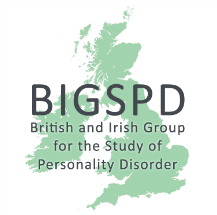 BIGSPD
British and Irish Group
for the Study of
Personality Disorder